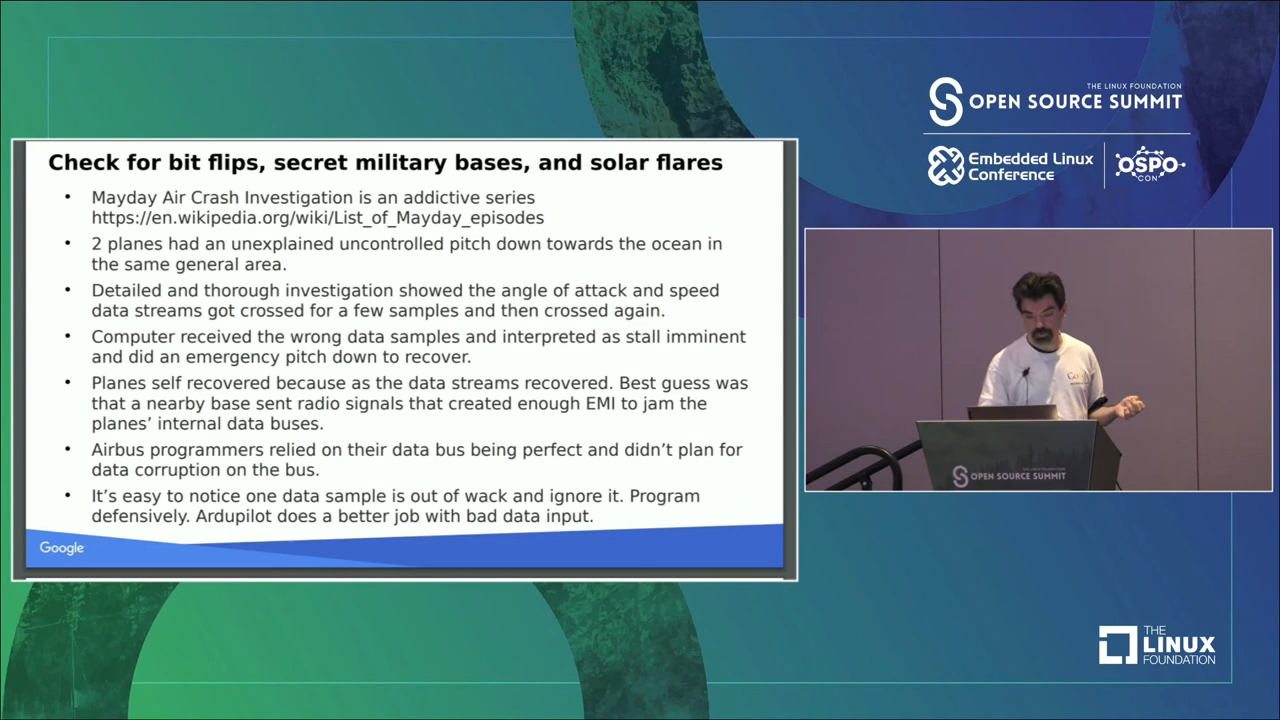 THE LINUX FOUNDATION
OPEN SOURCE SUMMIT
Embedded Linux
Conference
OSPO
CON
Check for bit flips, secret military bases, and solar flares
• Mayday Air Crash Investigation is an addictive series
https://en.wikipedia.org/wiki/List_of_Mayday_episodes
• 2 planes had an unexplained uncontrolled pitch down towards the ocean in
the same general area.
• Detailed and thorough investigation showed the angle of attack and speed
data streams got crossed for a few samples and then crossed again.
• Computer received the wrong data samples and interpreted as stall imminent
and did an emergency pitch down to recover.
• Planes self recovered because as the data streams recovered. Best guess was
that a nearby base sent radio signals that created enough EMI to jam the
planes’ internal data buses.
• Airbus programmers relied on their data bus being perfect and didn’t plan for
data corruption on the bus.
• It’s easy to notice one data sample is out of wack and ignore it. Program
defensively. Ardupilot does a better job with bad data input.
Google
OPEN SOURCE SUMMIT
THE
LINUX
FOUNDATION